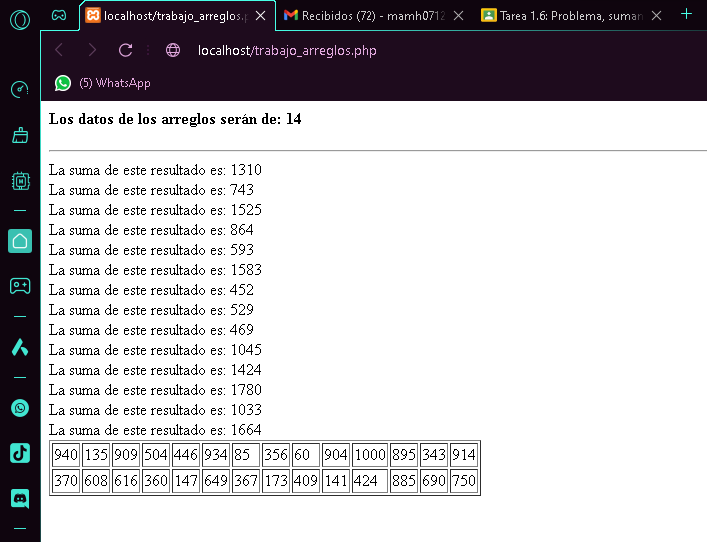 localhost/trabajo_arreglos.p
Recibidos (72) - mamh0712
Tarea 1.6: Problema, suman
localhost/trabajo_arreglos.php
(5) WhatsApp
Los datos de los arreglos serán de: 14
La suma de este resultado es: 1310
La suma de este resultado es: 743
La suma de este resultado es: 1525
La suma de este resultado es: 864
La suma de este resultado es: 593
La suma de este resultado es: 1583
La suma de este resultado es: 452
La suma de este resultado es: 529
La suma de este resultado es: 469
La suma de este resultado es: 1045
La suma de este resultado es: 1424
La suma de este resultado es: 1780
La suma de este resultado es: 1033
La suma de este resultado es: 1664
940 135 909 504 446 934 85 356 60 904 1000 895 343 914
370 608 616 360 147 649 367 173 409 141 424 885 690 750